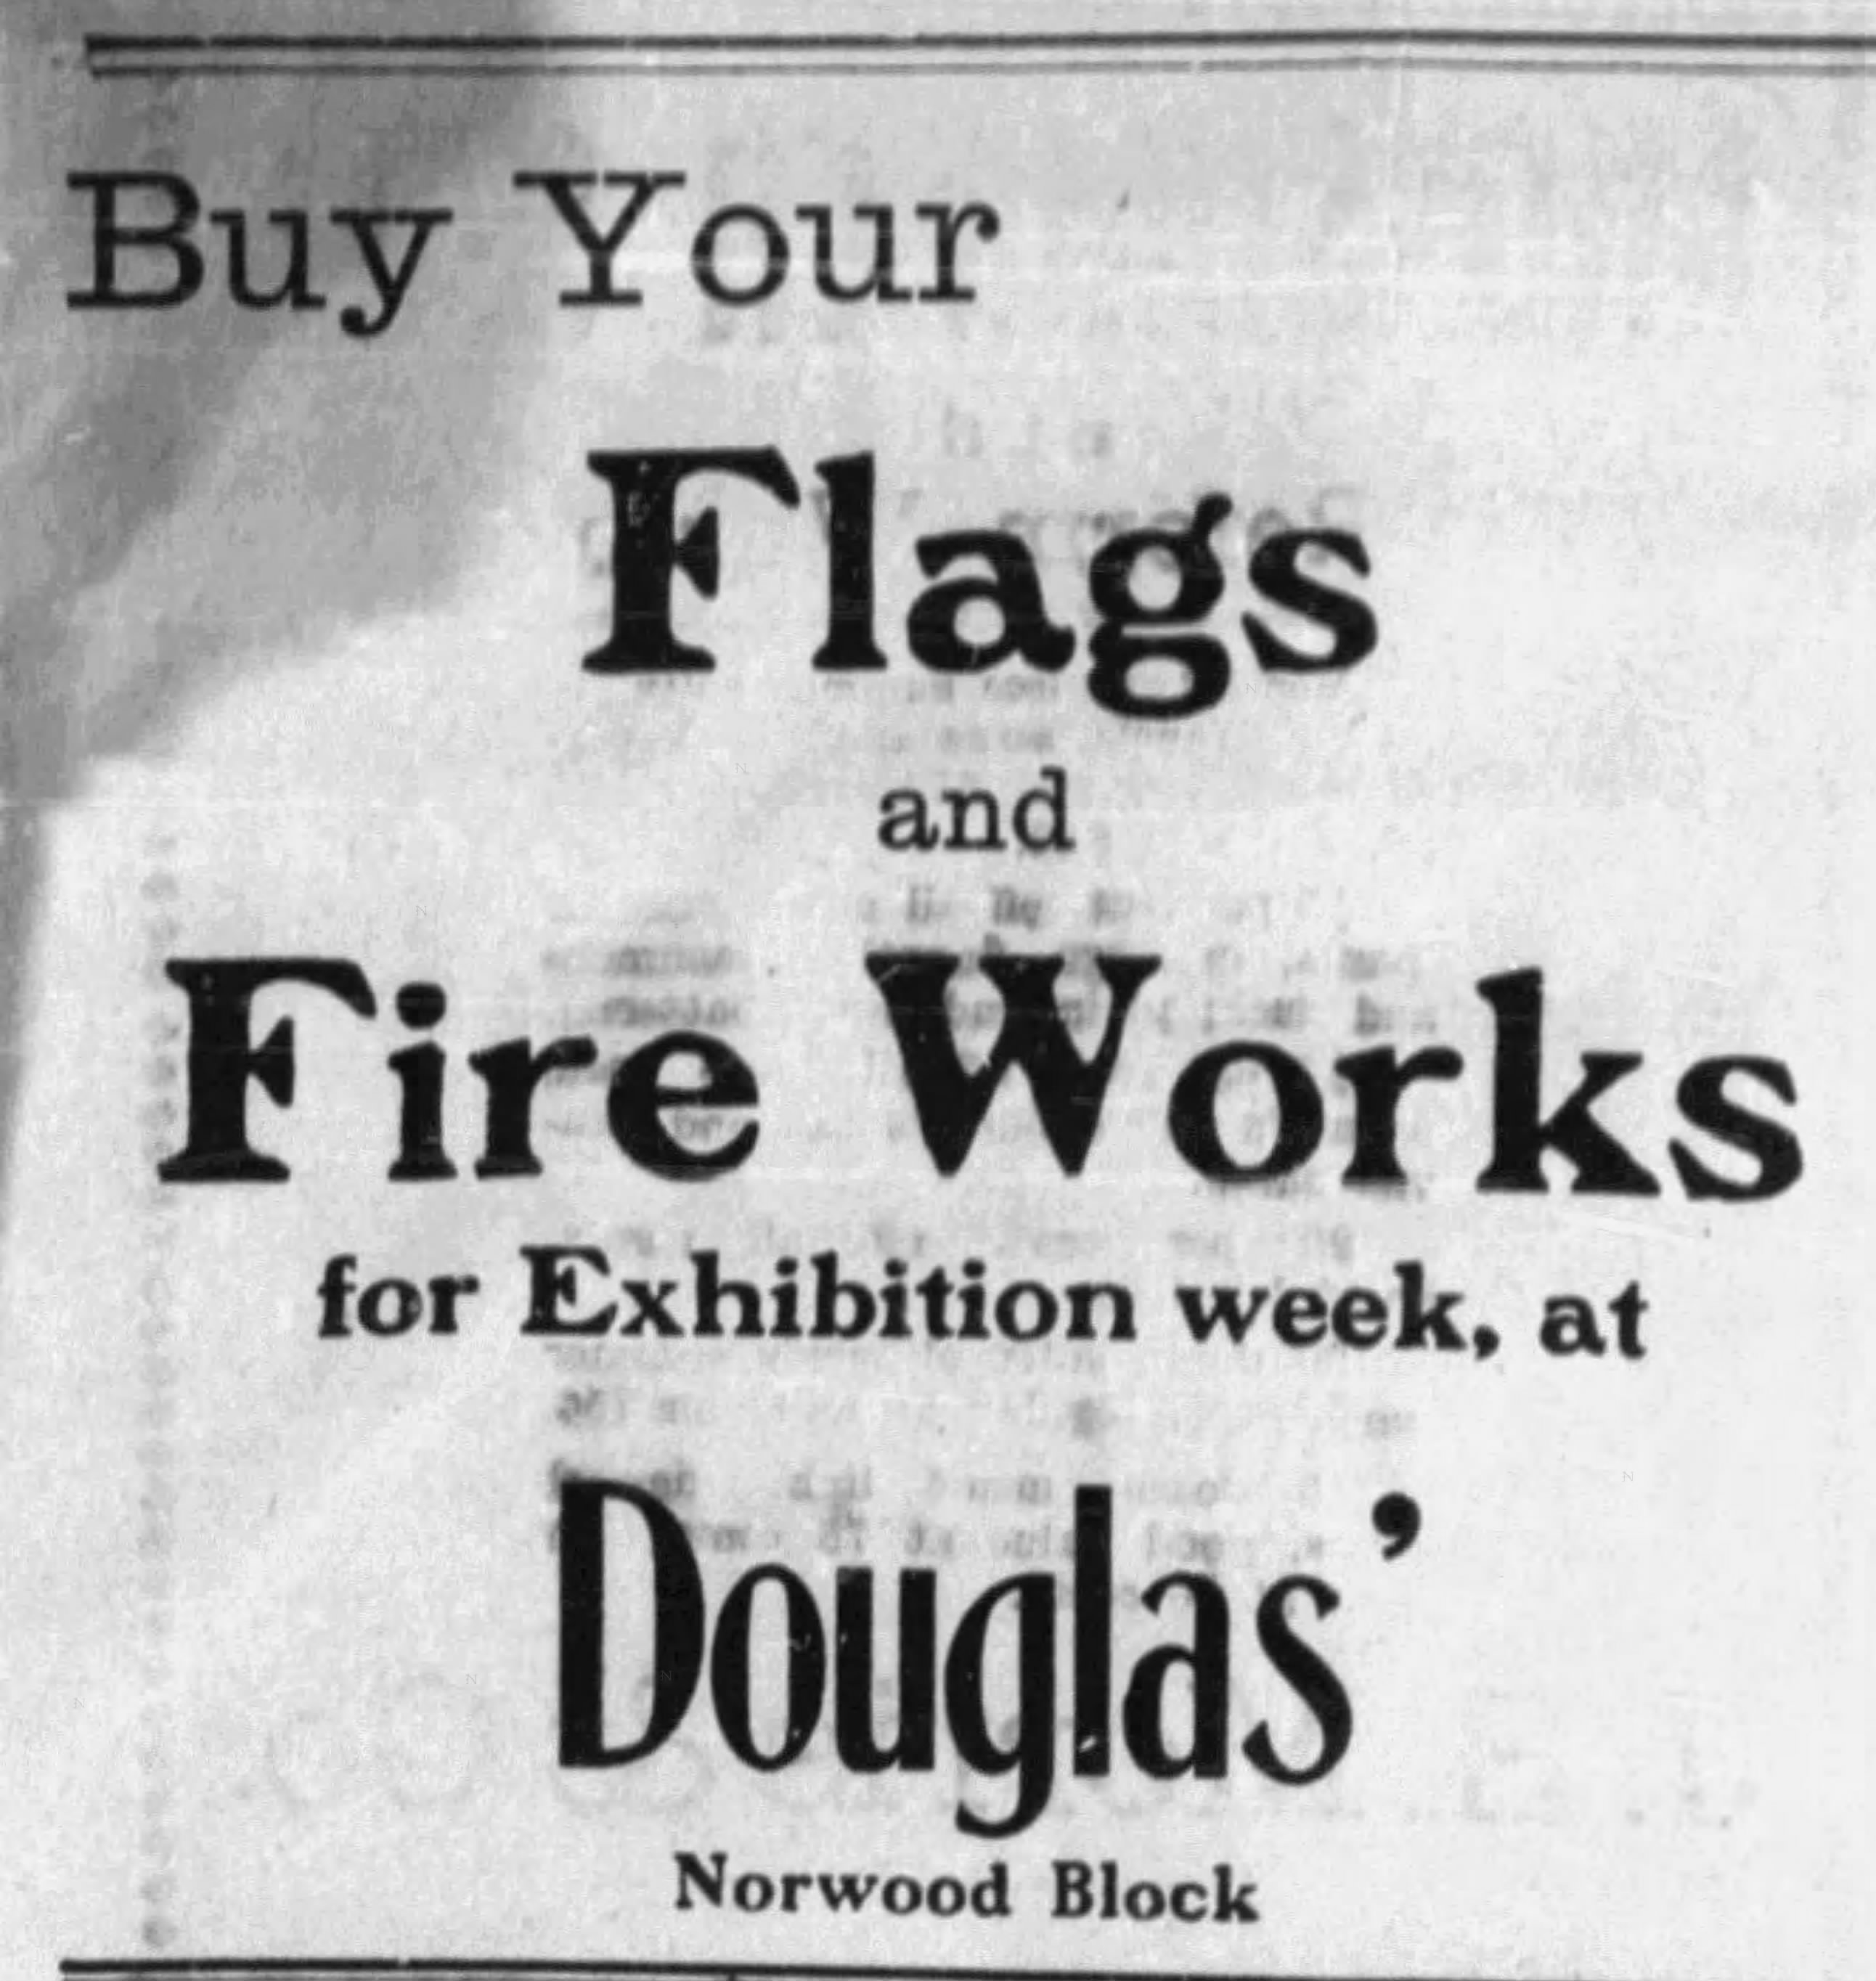 Buy Your
Flags
and
Fire Works
for Exhibition week, at
Douglas’
Norwood Block